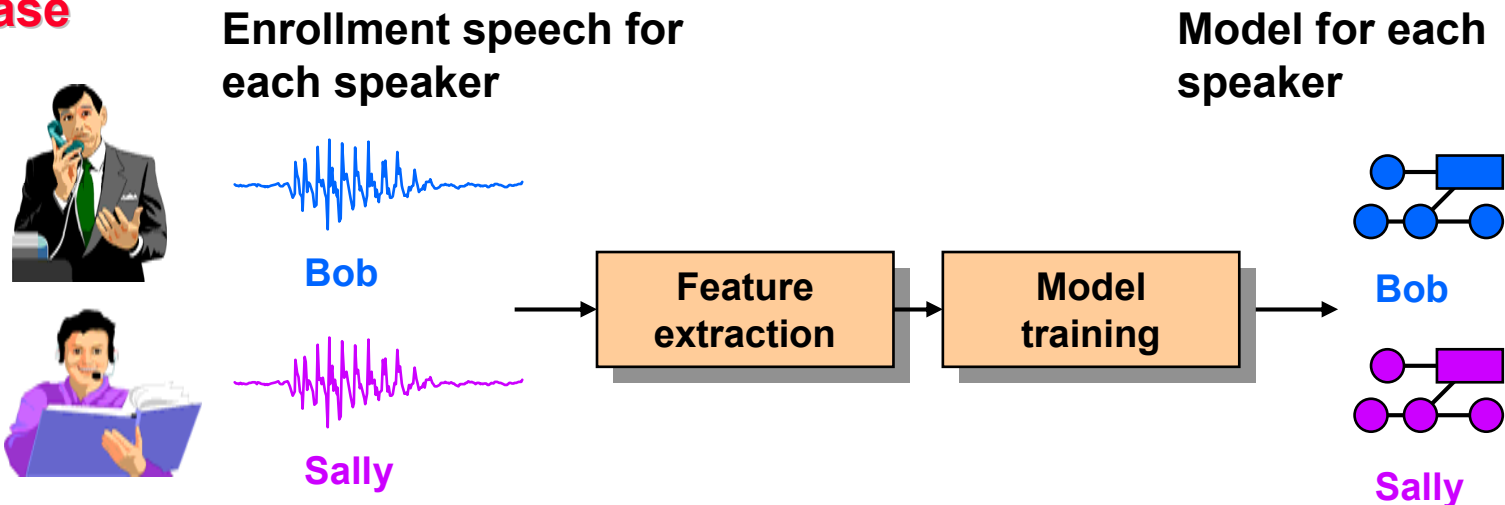 ase
Enrollment speech for
each speaker
Model for each
speaker
Bob
Feature
extraction
Model
training
Bob
Sally
Sally